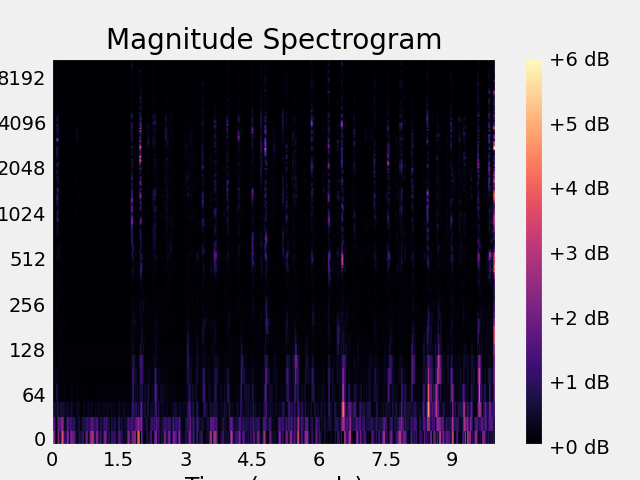 Magnitude Spectrogram
8192
4096
2048
1024
512
256
128
64
0
0 1.5 3 4.5 6 7.5 9
+6 dB
+5 dB
+4 dB
+3 dB
+2 dB
+1 dB
+0 dB